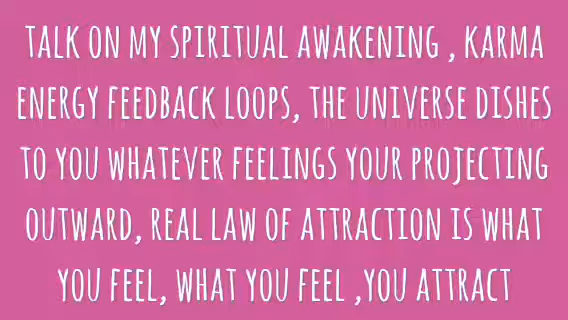 TALK ON MY SPIRITUAL AWAKENING , KARMA
ENERGY FEEDBACK LOOPS, THE UNIVERSE DISHES
TO YOU WHATEVER FEELINGS YOUR PROJECTING
OUTWARD, REAL LAW OF ATTRACTION IS WHAT
YOU FEEL, WHAT YOU FEEL ,YOU ATTRACT